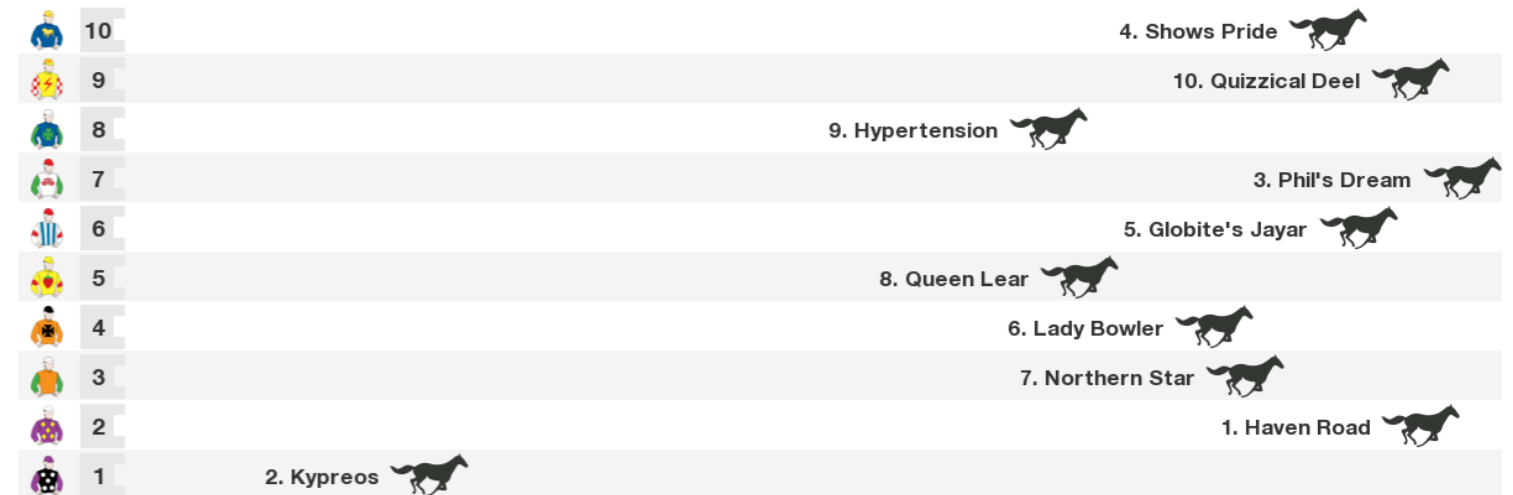 10 4. Shows Pride
9 10. Quizzical Deel
8 9. Hypertension
7 3. Phil's Dream
6 5. Globite's Jayar
5 8. Queen Lear
4 6. Lady Bowler
3 7. Northern Star
2 1. Haven Road
1 2. Kypreos